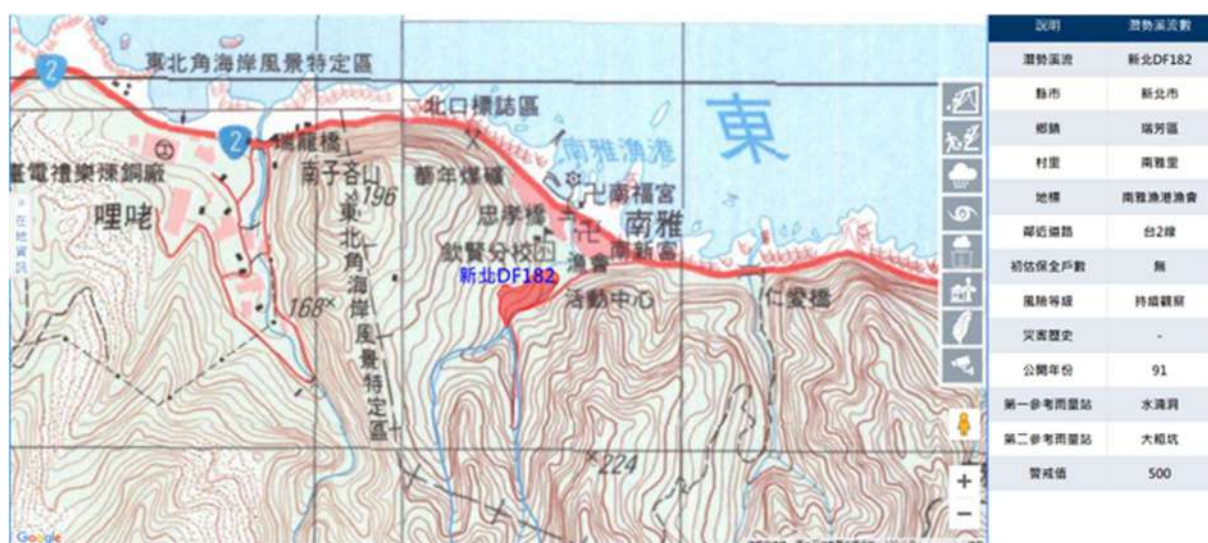 說明 潛勢溪流數
潛勢溪流 新北DF182
縣市 新北市
鄉鎮 瑞芳區
村里 南雅里
地標 南雅漁港漁會
鄰近道路 台2線
初估保全戶數 無
風險等級 持續觀察
災害歷史 -
公開年份 91
第一參考雨量站 水湳洞
第二參考雨量站 大粗坑
警戒值 500
2
東北角海岸風景特定區
北口標誌區
東
2
瑞龍橋
南雅漁港
臺電禮樂煉銅廠
南子吝山
196
華年煤礦
卍南福宮
哩咾
忠孝橋
卍
南雅
欽賢分校
漁會
南新宮
新北DF182
168
活動中心
仁愛橋
東北角海岸風景特定區
224
» 在地資訊
+
−
Google